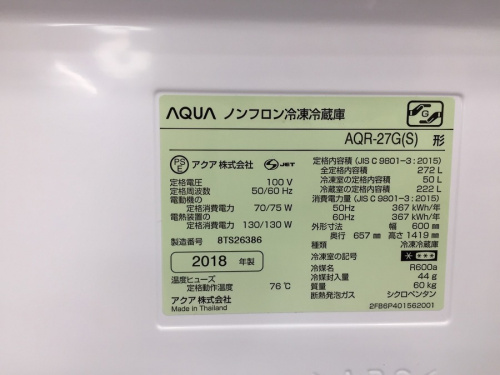 AQUA ノンフロン冷凍冷蔵庫
G
AQR-27G(S) 形
PS E アクア株式会社 S JET
定格電圧 100 V
定格周波数 50/60 Hz
電動機の
定格消費電力 70/75 W
電熱装置の
定格消費電力 130/130 W
製造番号 8TS26386
2018 年製
温度ヒューズ
定格動作温度 76℃
アクア株式会社
Made in Thailand
定格内容積 (JIS C 9801-3 : 2015)
全定格内容積 272 L
冷凍室の定格内容積 50 L
冷蔵室の定格内容積 222 L
消費電力量 (JIS C 9801-3 : 2015)
50Hz 367 kWh/年
60Hz 367 kWh/年
外形寸法 幅 600 mm
奥行 657 mm 高さ 1419 mm
種類 冷凍冷蔵庫
冷凍室の記号 * ***
冷媒名 R600a
冷媒封入量 44 g
質量 60 kg
断熱発泡ガス シクロペンタン
2FB6P401562001